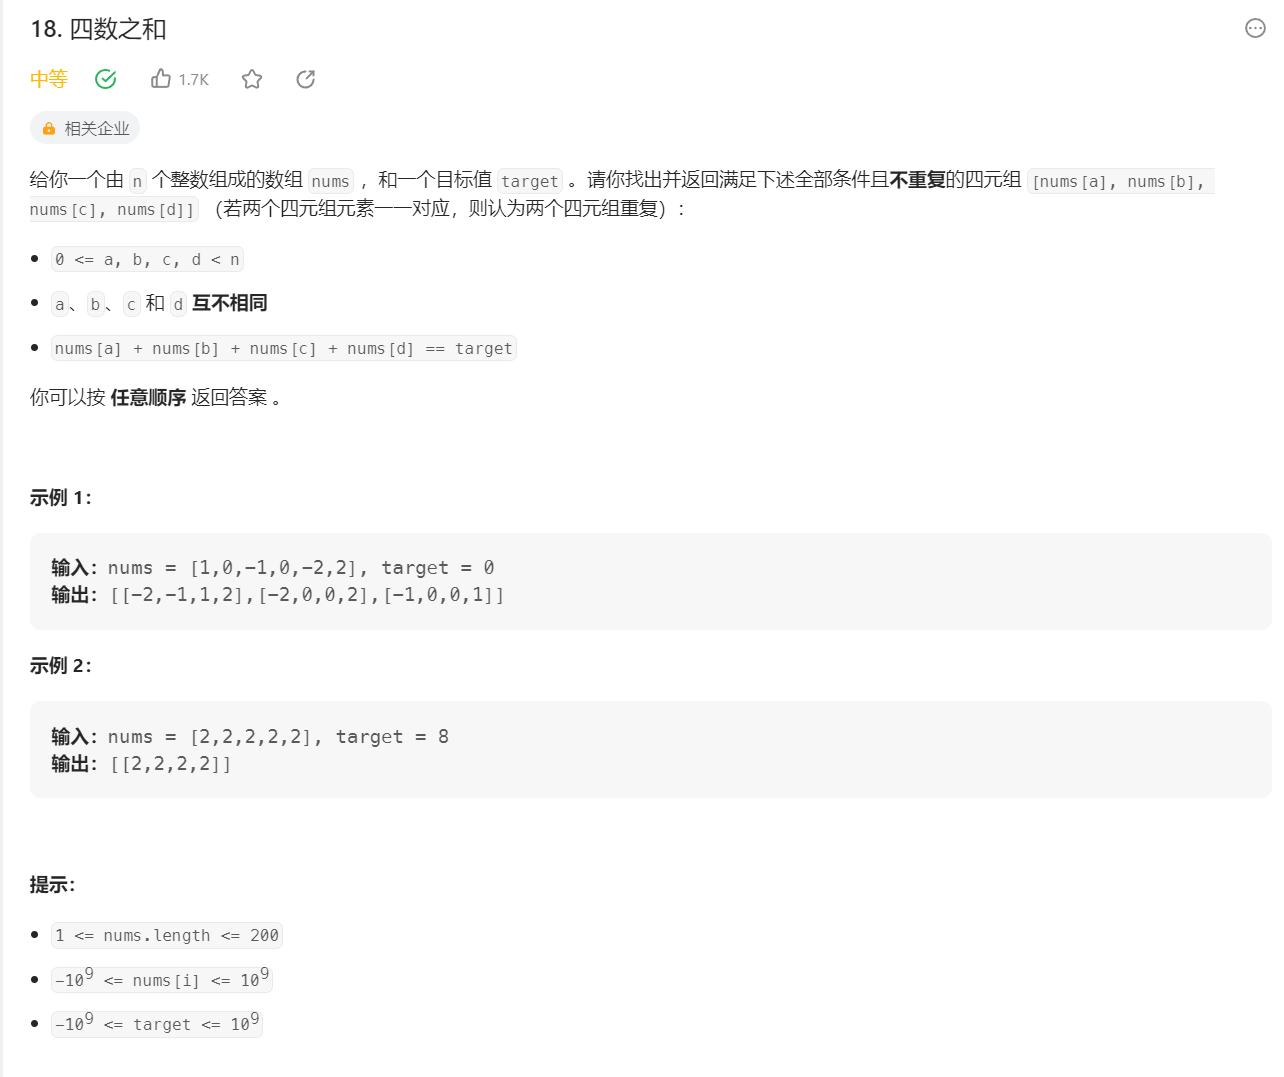 18. 四数之和
中等 1.7K
相关企业
给你一个由 n 个整数组成的数组 nums ，和一个目标值 target 。请你找出并返回满足下述全部条件且不重复的四元组 [nums[a], nums[b],
nums[c], nums[d]] （若两个四元组元素一一对应，则认为两个四元组重复）：
0 <= a, b, c, d < n
a、b、c 和 d 互不相同
nums[a] + nums[b] + nums[c] + nums[d] == target
你可以按 任意顺序 返回答案 。
示例 1：
输入：nums = [1,0,-1,0,-2,2], target = 0
输出：[[-2,-1,1,2],[-2,0,0,2],[-1,0,0,1]]
示例 2：
输入：nums = [2,2,2,2,2], target = 8
输出：[[2,2,2,2]]
提示：
1 <= nums.length <= 200
-10⁹ <= nums[i] <= 10⁹
-10⁹ <= target <= 10⁹